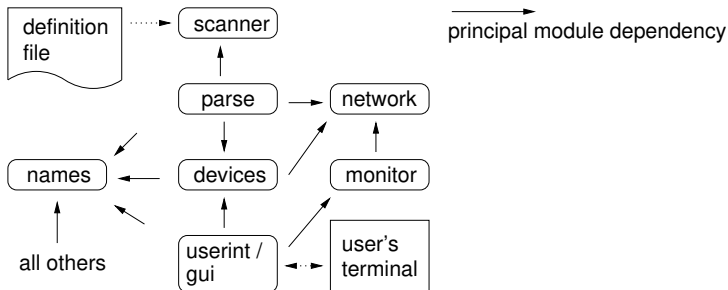 definition
file
scanner
principal module dependency
parse
network
names
devices
monitor
all others
userint /
gui
user's
terminal